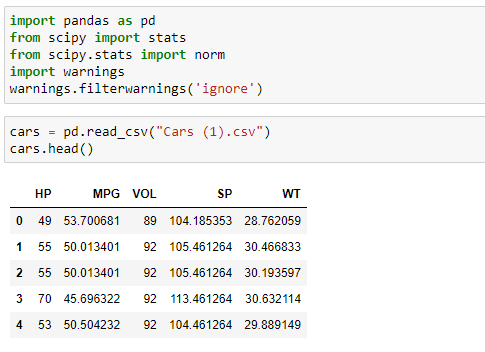 import pandas as pd
from scipy import stats
from scipy.stats import norm
import warnings
warnings.filterwarnings('ignore')
cars = pd.read_csv("Cars (1).csv")
cars.head()
HP MPG VOL SP WT
0 49 53.700681 89 104.185353 28.762059
1 55 50.013401 92 105.461264 30.466833
2 55 50.013401 92 105.461264 30.193597
3 70 45.696322 92 113.461264 30.632114
4 53 50.504232 92 104.461264 29.889149